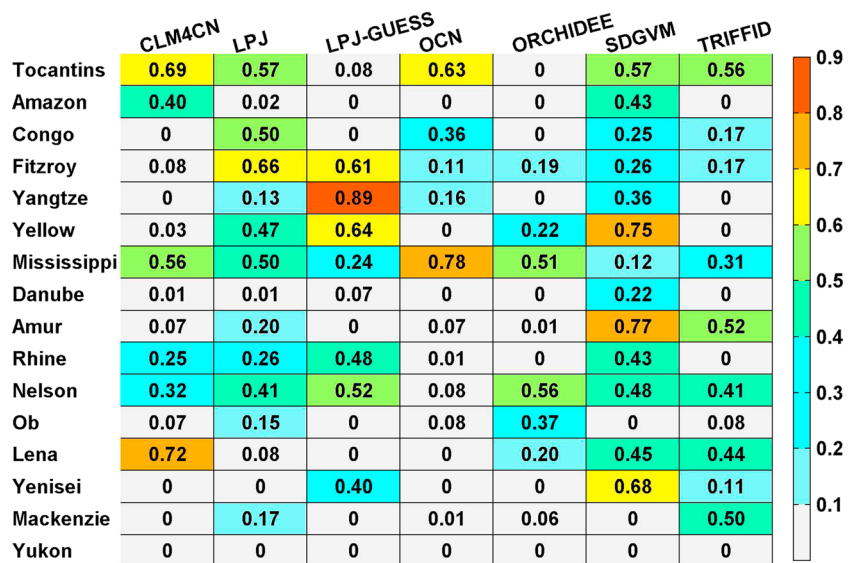 CLM4CN LPJ LPJ-GUESS OCN ORCHIDEE SDGVM TRIFFID
Tocantins 0.69 0.57 0.08 0.63 0 0.57 0.56
Amazon 0.40 0.02 0 0 0 0.43 0
Congo 0 0.50 0 0.36 0 0.25 0.17
Fitzroy 0.08 0.66 0.61 0.11 0.19 0.26 0.17
Yangtze 0 0.13 0.89 0.16 0 0.36 0
Yellow 0.03 0.47 0.64 0 0.22 0.75 0
Mississippi 0.56 0.50 0.24 0.78 0.51 0.12 0.31
Danube 0.01 0.01 0.07 0 0 0.22 0
Amur 0.07 0.20 0 0.07 0.01 0.77 0.52
Rhine 0.25 0.26 0.48 0.01 0 0.43 0
Nelson 0.32 0.41 0.52 0.08 0.56 0.48 0.41
Ob 0.07 0.15 0 0.08 0.37 0 0.08
Lena 0.72 0.08 0 0 0.20 0.45 0.44
Yenisei 0 0 0.40 0 0 0.68 0.11
Mackenzie 0 0.17 0 0.01 0.06 0 0.50
Yukon 0 0 0 0 0 0 0
0.9
0.8
0.7
0.6
0.5
0.4
0.3
0.2
0.1